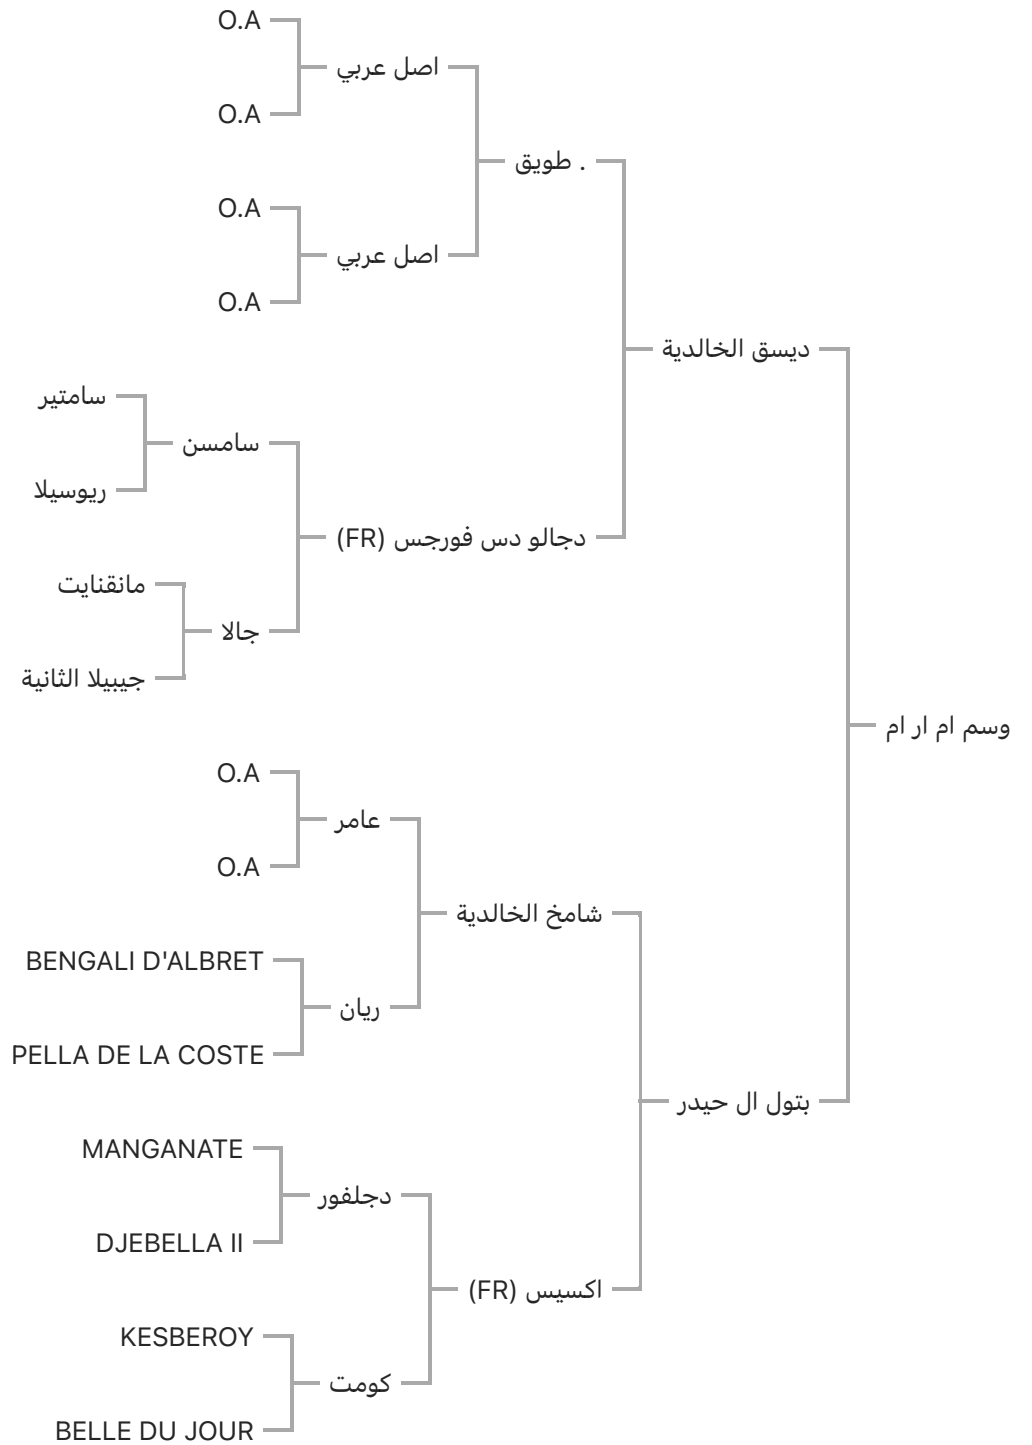 O.A
اصل عربي
O.A
طويق .
O.A
اصل عربي
O.A
ديسق الخالدية
سامتير
سامسن
ريوسيلا
دجالو دس فورجس (FR)
مانقنايت
جالا
جيبيلا الثانية
وسم ام ار ام
O.A
عامر
O.A
شامخ الخالدية
BENGALI D'ALBRET
ريان
PELLA DE LA COSTE
بتول ال حيدر
MANGANATE
دجلفور
DJEBELLA II
اكسيس (FR)
KESBEROY
كومت
BELLE DU JOUR